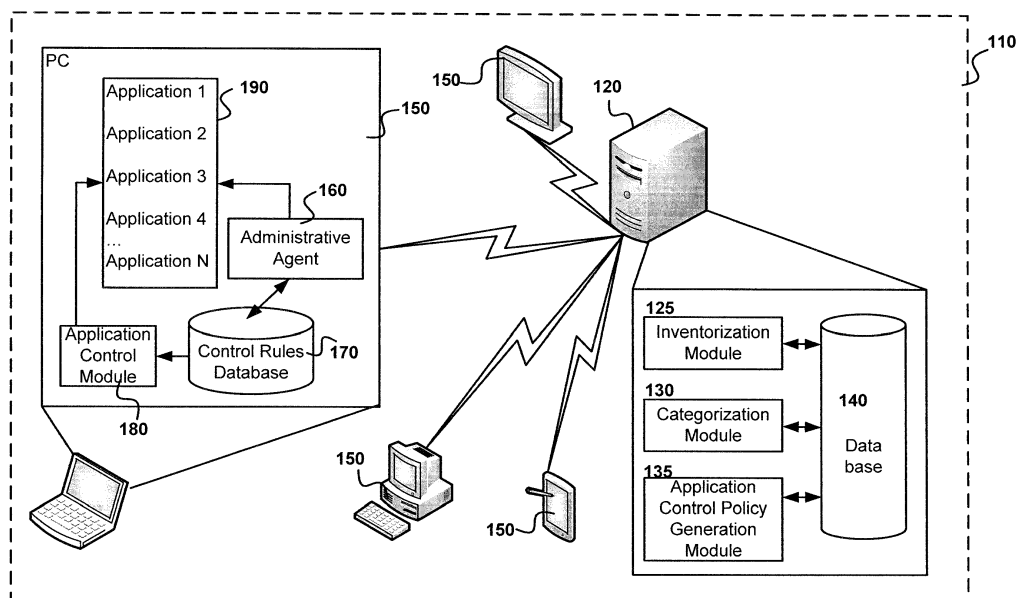 110
PC
Application 1
190
Application 2
Application 3
Application 4
...
Application N
150
160
Administrative
Agent
Application
Control
Module
180
Control Rules
Database
170
150
120
125
Inventorization
Module
130
Categorization
Module
135
Application
Control Policy
Generation
Module
140
Data
base
150
150